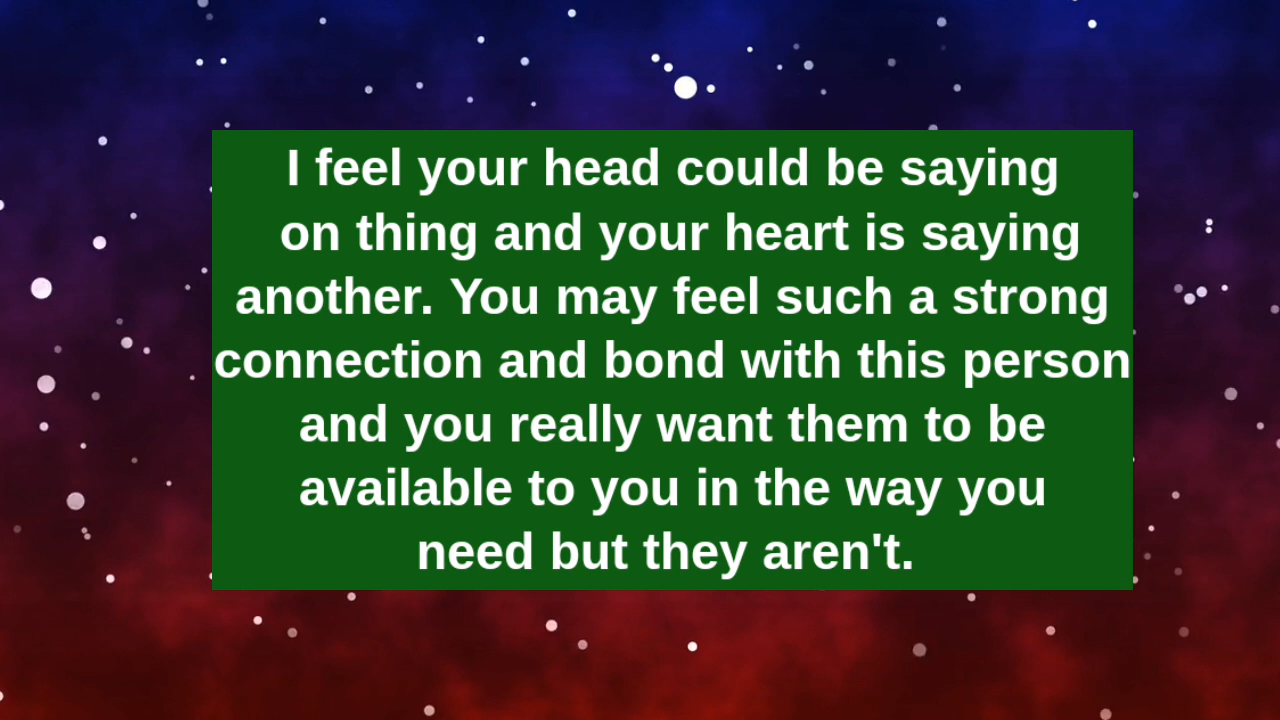 I feel your head could be saying
on thing and your heart is saying
another. You may feel such a strong
connection and bond with this person
and you really want them to be
available to you in the way you
need but they aren't.